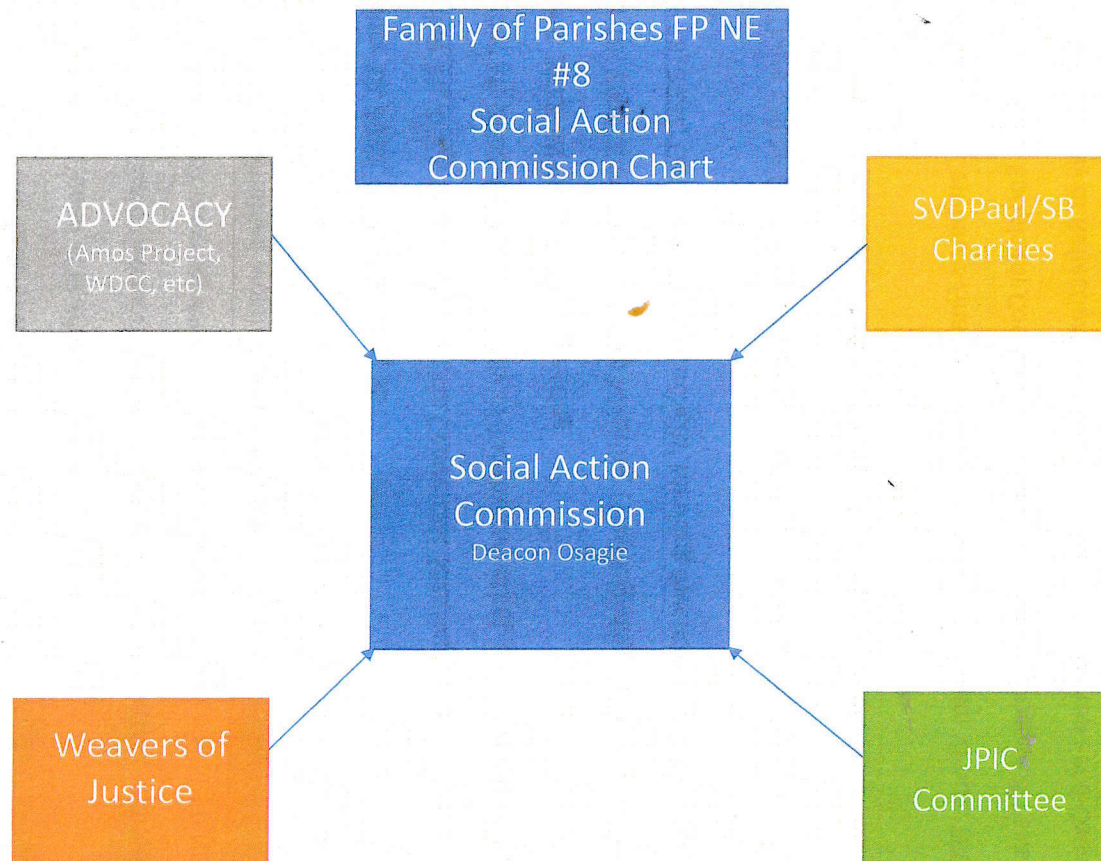 Family of Parishes FP NE
#8
Social Action
Commission Chart
ADVOCACY
(Amos Project,
WDCC, etc)
SVDPaul/SB
Charities
Social Action
Commission
Deacon Osagie
Weavers of
Justice
JPIC
Committee